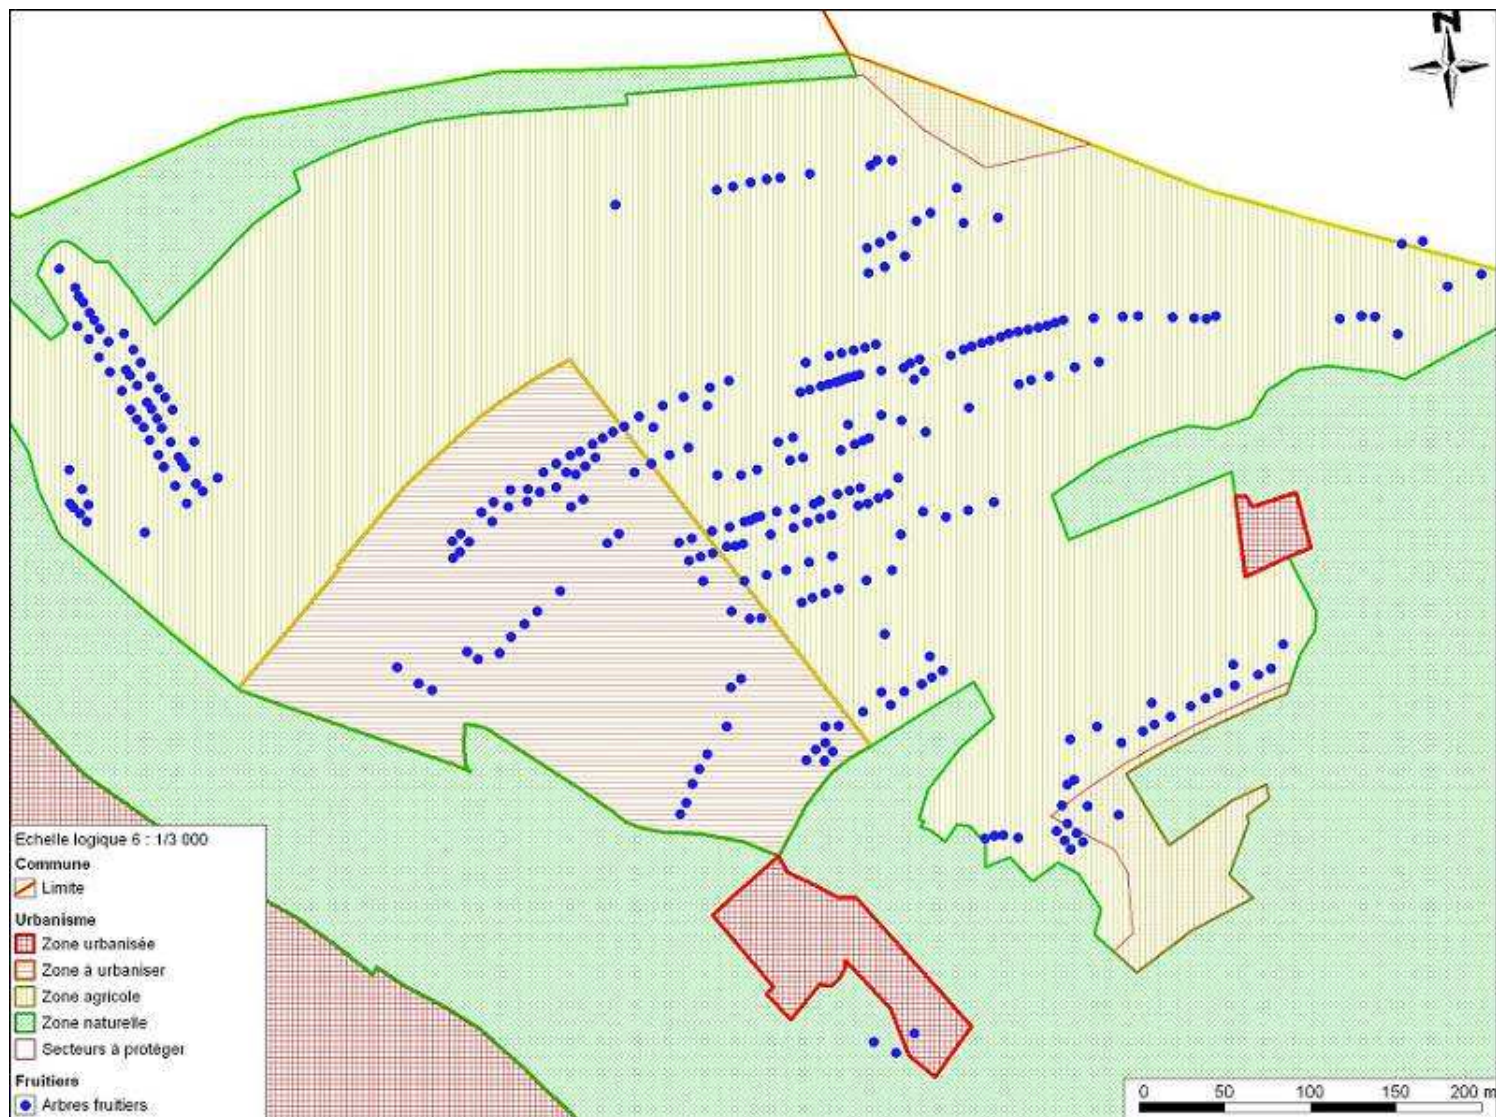 N
Echelle logique 6 : 1/3 000
Commune
Limite
Urbanisme
Zone urbanisée
Zone à urbaniser
Zone agricole
Zone naturelle
Secteurs à protéger
Fruitiers
Arbres fruitiers
0 50 100 150 200 m